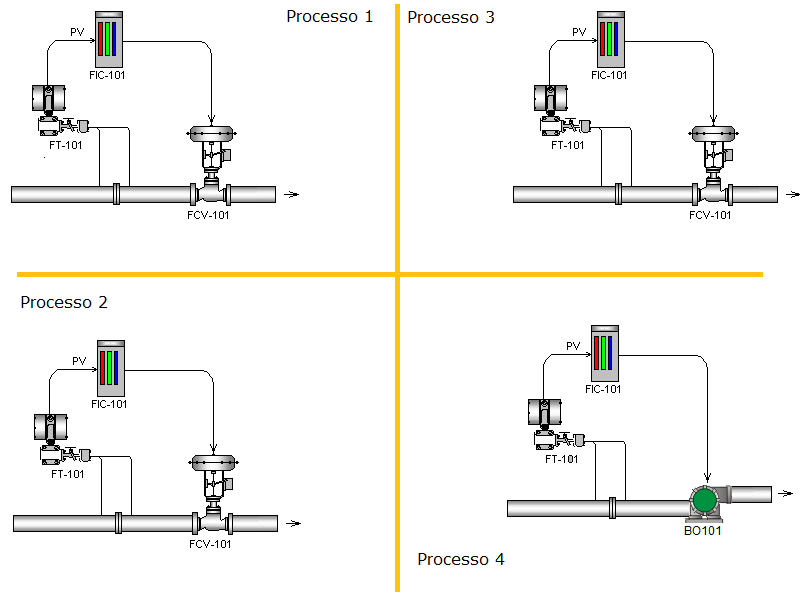 Processo 1
PV
FIC-101
FT-101
FCV-101
Processo 3
PV
FIC-101
FT-101
FCV-101
Processo 2
PV
FIC-101
FT-101
FCV-101
PV
FIC-101
FT-101
BO101
Processo 4